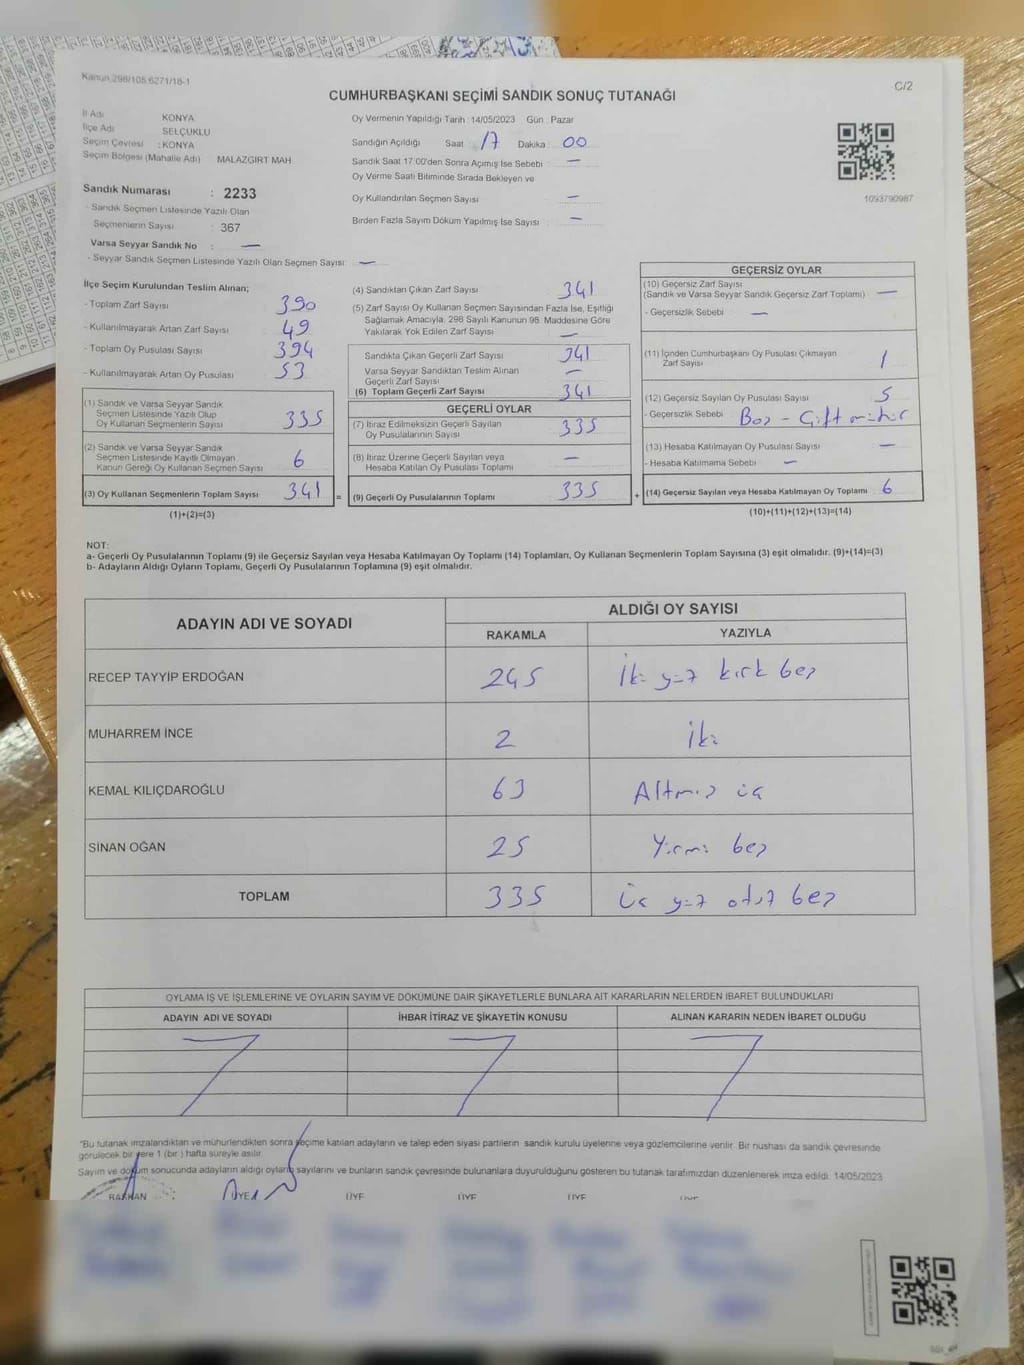 Kanun 298/105 6271/18-1
C/2
CUMHURBAŞKANI SEÇİMİ SANDIK SONUÇ TUTANAĞI
İl Adı KONYA
İlçe Adı SELÇUKLU
Seçim Çevresi : KONYA
Seçim Bölgesi (Mahalle Adı) MALAZGIRT MAH
Sandık Numarası : 2233
- Sandık Seçmen Listesinde Yazılı Olan
Seçmenlerin Sayısı : 367
Varsa Seyyar Sandık No : —
- Seyyar Sandık Seçmen Listesinde Yazılı Olan Seçmen Sayısı: —
Oy Vermenin Yapıldığı Tarih : 14/05/2023 Gün : Pazar
Sandığın Açıldığı Saat : 17 Dakika : 00
Sandık Saat 17:00'den Sonra Açımış İse Sebebi : —
Oy Verme Saati Bitiminde Sırada Bekleyen ve
Oy Kullandırılan Seçmen Sayısı : —
Birden Fazla Sayım Döküm Yapılmış İse Sayısı : —
1093790987
İlçe Seçim Kurulundan Teslim Alınan;
- Toplam Zarf Sayısı 390
- Kullanılmayarak Artan Zarf Sayısı 49
- Toplam Oy Pusulası Sayısı 394
- Kullanılmayarak Artan Oy Pusulası 53
(1) Sandık ve Varsa Seyyar Sandık
Seçmen Listesinde Yazılı Olup
Oy Kullanan Seçmenlerin Sayısı 335
(2) Sandık ve Varsa Seyyar Sandık
Seçmen Listesinde Kayıtlı Olmayan
Kanun Gereği Oy Kullanan Seçmen Sayısı 6
(3) Oy Kullanan Seçmenlerin Toplam Sayısı 341 =
(1)+(2)=(3)
(4) Sandıktan Çıkan Zarf Sayısı 341
(5) Zarf Sayısı Oy Kullanan Seçmen Sayısından Fazla İse, Eşitliği
Sağlamak Amacıyla; 298 Sayılı Kanunun 98. Maddesine Göre
Yakılarak Yok Edilen Zarf Sayısı —
Sandıkta Çıkan Geçerli Zarf Sayısı 341
Varsa Seyyar Sandıktan Teslim Alınan
Geçerli Zarf Sayısı —
(6) Toplam Geçerli Zarf Sayısı 341
GEÇERLİ OYLAR
(7) İtiraz Edilmeksizin Geçerli Sayılan
Oy Pusulalarının Sayısı 335
(8) İtiraz Üzerine Geçerli Sayılan veya
Hesaba Katılan Oy Pusulası Toplamı —
(9) Geçerli Oy Pusulalarının Toplamı 335 +
GEÇERSİZ OYLAR
(10) Geçersiz Zarf Sayısı
(Sandık ve Varsa Seyyar Sandık Geçersiz Zarf Toplamı) —
- Geçersizlik Sebebi : —
(11) İçinden Cumhurbaşkanı Oy Pusulası Çıkmayan
Zarf Sayısı 1
(12) Geçersiz Sayılan Oy Pusulası Sayısı 5
- Geçersizlik Sebebi : Boş - Çift mühür
(13) Hesaba Katılmayan Oy Pusulası Sayısı —
- Hesaba Katılmama Sebebi : —
(14) Geçersiz Sayılan veya Hesaba Katılmayan Oy Toplamı 6
(10)+(11)+(12)+(13)=(14)
NOT:
a- Geçerli Oy Pusulalarının Toplamı (9) ile Geçersiz Sayılan veya Hesaba Katılmayan Oy Toplamı (14) Toplamları, Oy Kullanan Seçmenlerin Toplam Sayısına (3) eşit olmalıdır. (9)+(14)=(3)
b- Adayların Aldığı Oyların Toplamı, Geçerli Oy Pusulalarının Toplamına (9) eşit olmalıdır.
ADAYIN ADI VE SOYADI ALDIĞI OY SAYISI
RAKAMLA YAZIYLA
RECEP TAYYİP ERDOĞAN 245 İki yüz kırk beş
MUHARREM İNCE 2 İki
KEMAL KILIÇDAROĞLU 63 Altmış üç
SİNAN OĞAN 25 Yirmi beş
TOPLAM 335 üç yüz otuz beş
OYLAMA İŞ VE İŞLEMLERİNE VE OYLARIN SAYIM VE DÖKÜMÜNE DAİR ŞİKAYETLERLE BUNLARA AİT KARARLARIN NELERDEN İBARET BULUNDUKLARI
ADAYIN ADI VE SOYADI İHBAR İTİRAZ VE ŞİKAYETİN KONUSU ALINAN KARARIN NEDEN İBARET OLDUĞU
*Bu tutanak imzalandıktan ve mühürlendikten sonra seçime katılan adayların ve talep eden siyasi partilerin sandık kurulu üyelerine veya gözlemcilerine verilir. Bir nushası da sandık çevresinde
görülecek bir yere 1 (bir ) hafta süreyle asılır.
Sayım ve döküm sonucunda adayların aldığı oyların sayılarını ve bunların sandık çevresinde bulunanlara duyurulduğunu gösteren bu tutanak tarafımızdan düzenlenerek imza edildi. 14/05/2023
BAŞKAN ÜYE ÜYE ÜYE ÜYE ÜYE